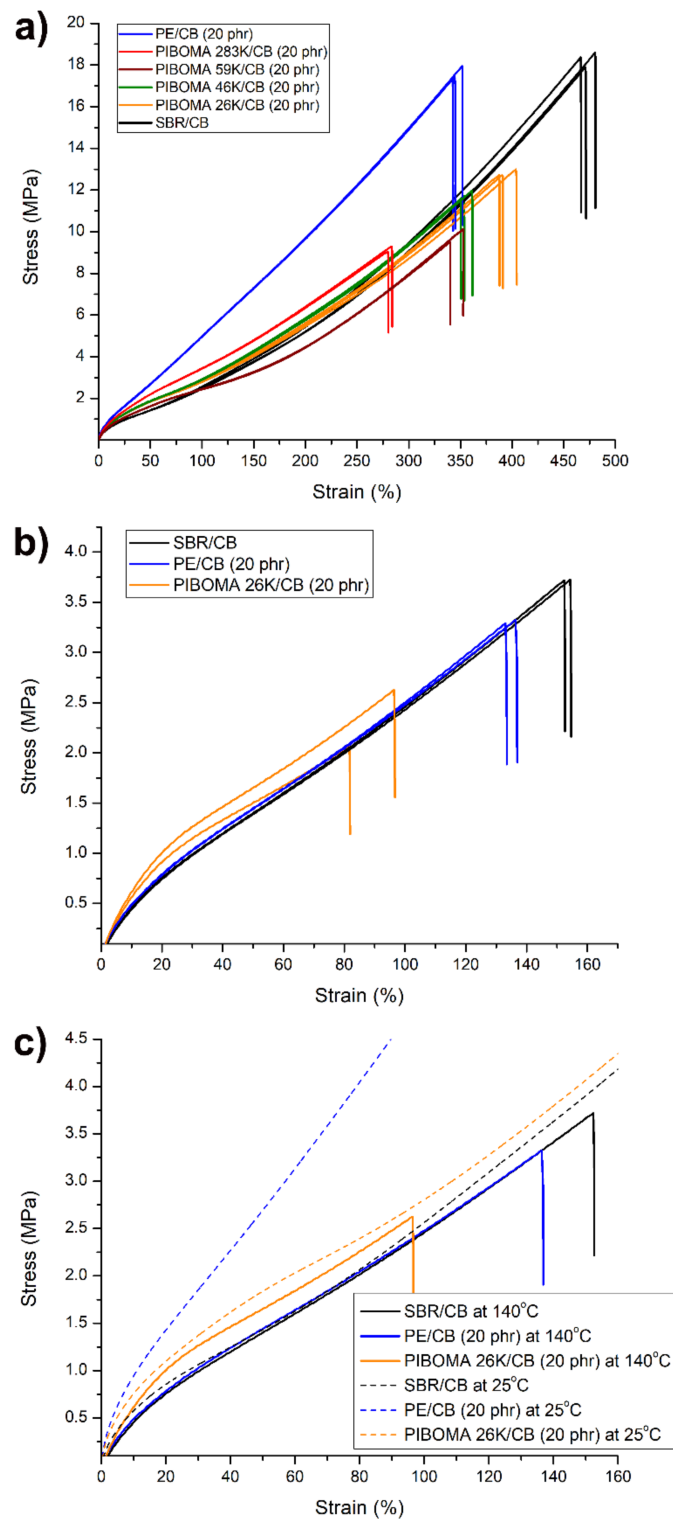 a)
PE/CB (20 phr)
PIBOMA 283K/CB (20 phr)
PIBOMA 59K/CB (20 phr)
PIBOMA 46K/CB (20 phr)
PIBOMA 26K/CB (20 phr)
SBR/CB
20
18
16
14
12
10
8
6
4
2
Stress (MPa)
0 50 100 150 200 250 300 350 400 450 500
Strain (%)
b)
SBR/CB
PE/CB (20 phr)
PIBOMA 26K/CB (20 phr)
4.0
3.5
3.0
2.5
2.0
1.5
1.0
0.5
Stress (MPa)
0 20 40 60 80 100 120 140 160
Strain (%)
c)
4.5
4.0
3.5
3.0
2.5
2.0
1.5
1.0
0.5
Stress (MPa)
SBR/CB at 140°C
PE/CB (20 phr) at 140°C
PIBOMA 26K/CB (20 phr) at 140°C
SBR/CB at 25°C
PE/CB (20 phr) at 25°C
PIBOMA 26K/CB (20 phr) at 25°C
0 20 40 60 80 100 120 140 160
Strain (%)